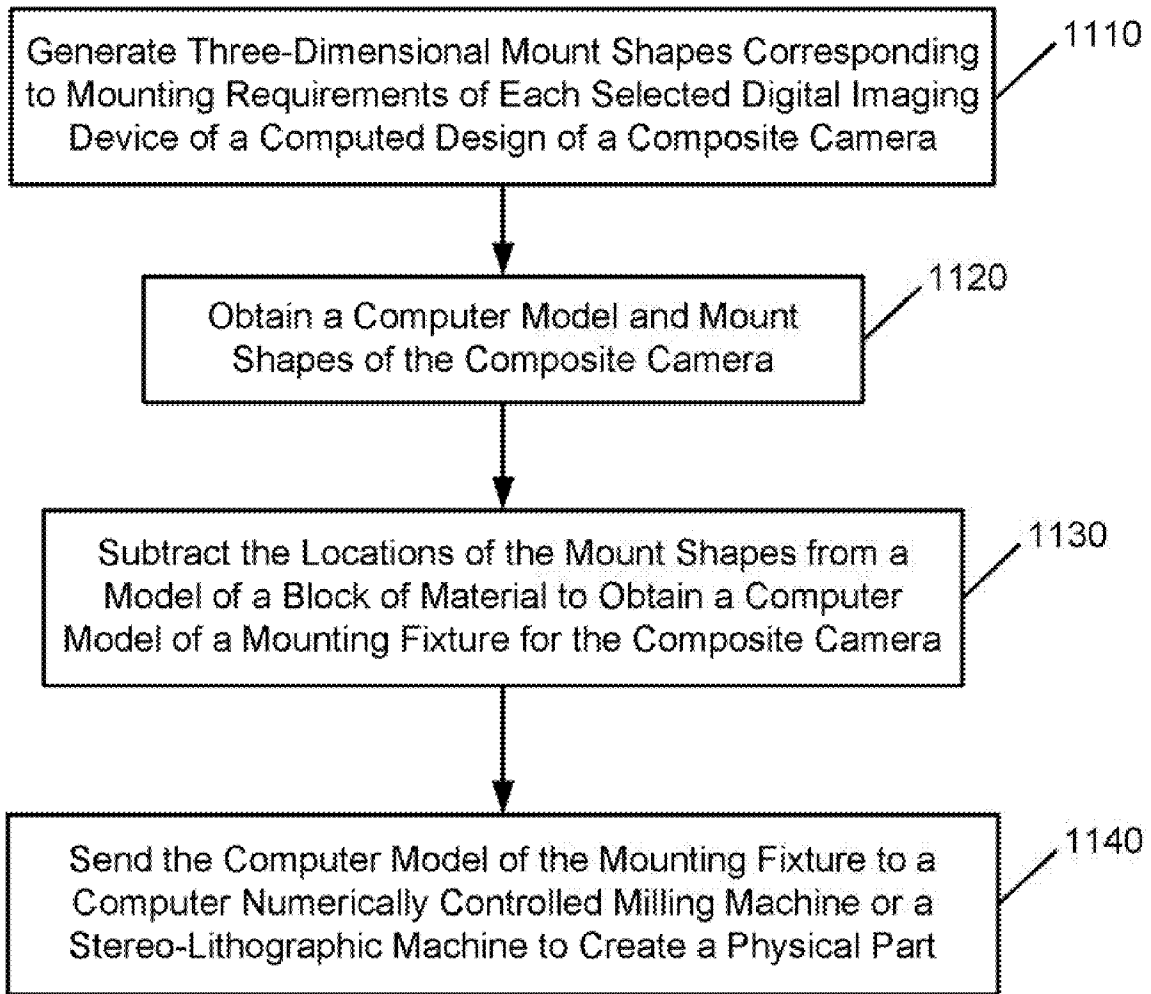 Generate Three-Dimensional Mount Shapes Corresponding
to Mounting Requirements of Each Selected Digital Imaging
Device of a Computed Design of a Composite Camera
1110
Obtain a Computer Model and Mount
Shapes of the Composite Camera
1120
Subtract the Locations of the Mount Shapes from a
Model of a Block of Material to Obtain a Computer
Model of a Mounting Fixture for the Composite Camera
1130
Send the Computer Model of the Mounting Fixture to a
Computer Numerically Controlled Milling Machine or a
Stereo-Lithographic Machine to Create a Physical Part
1140